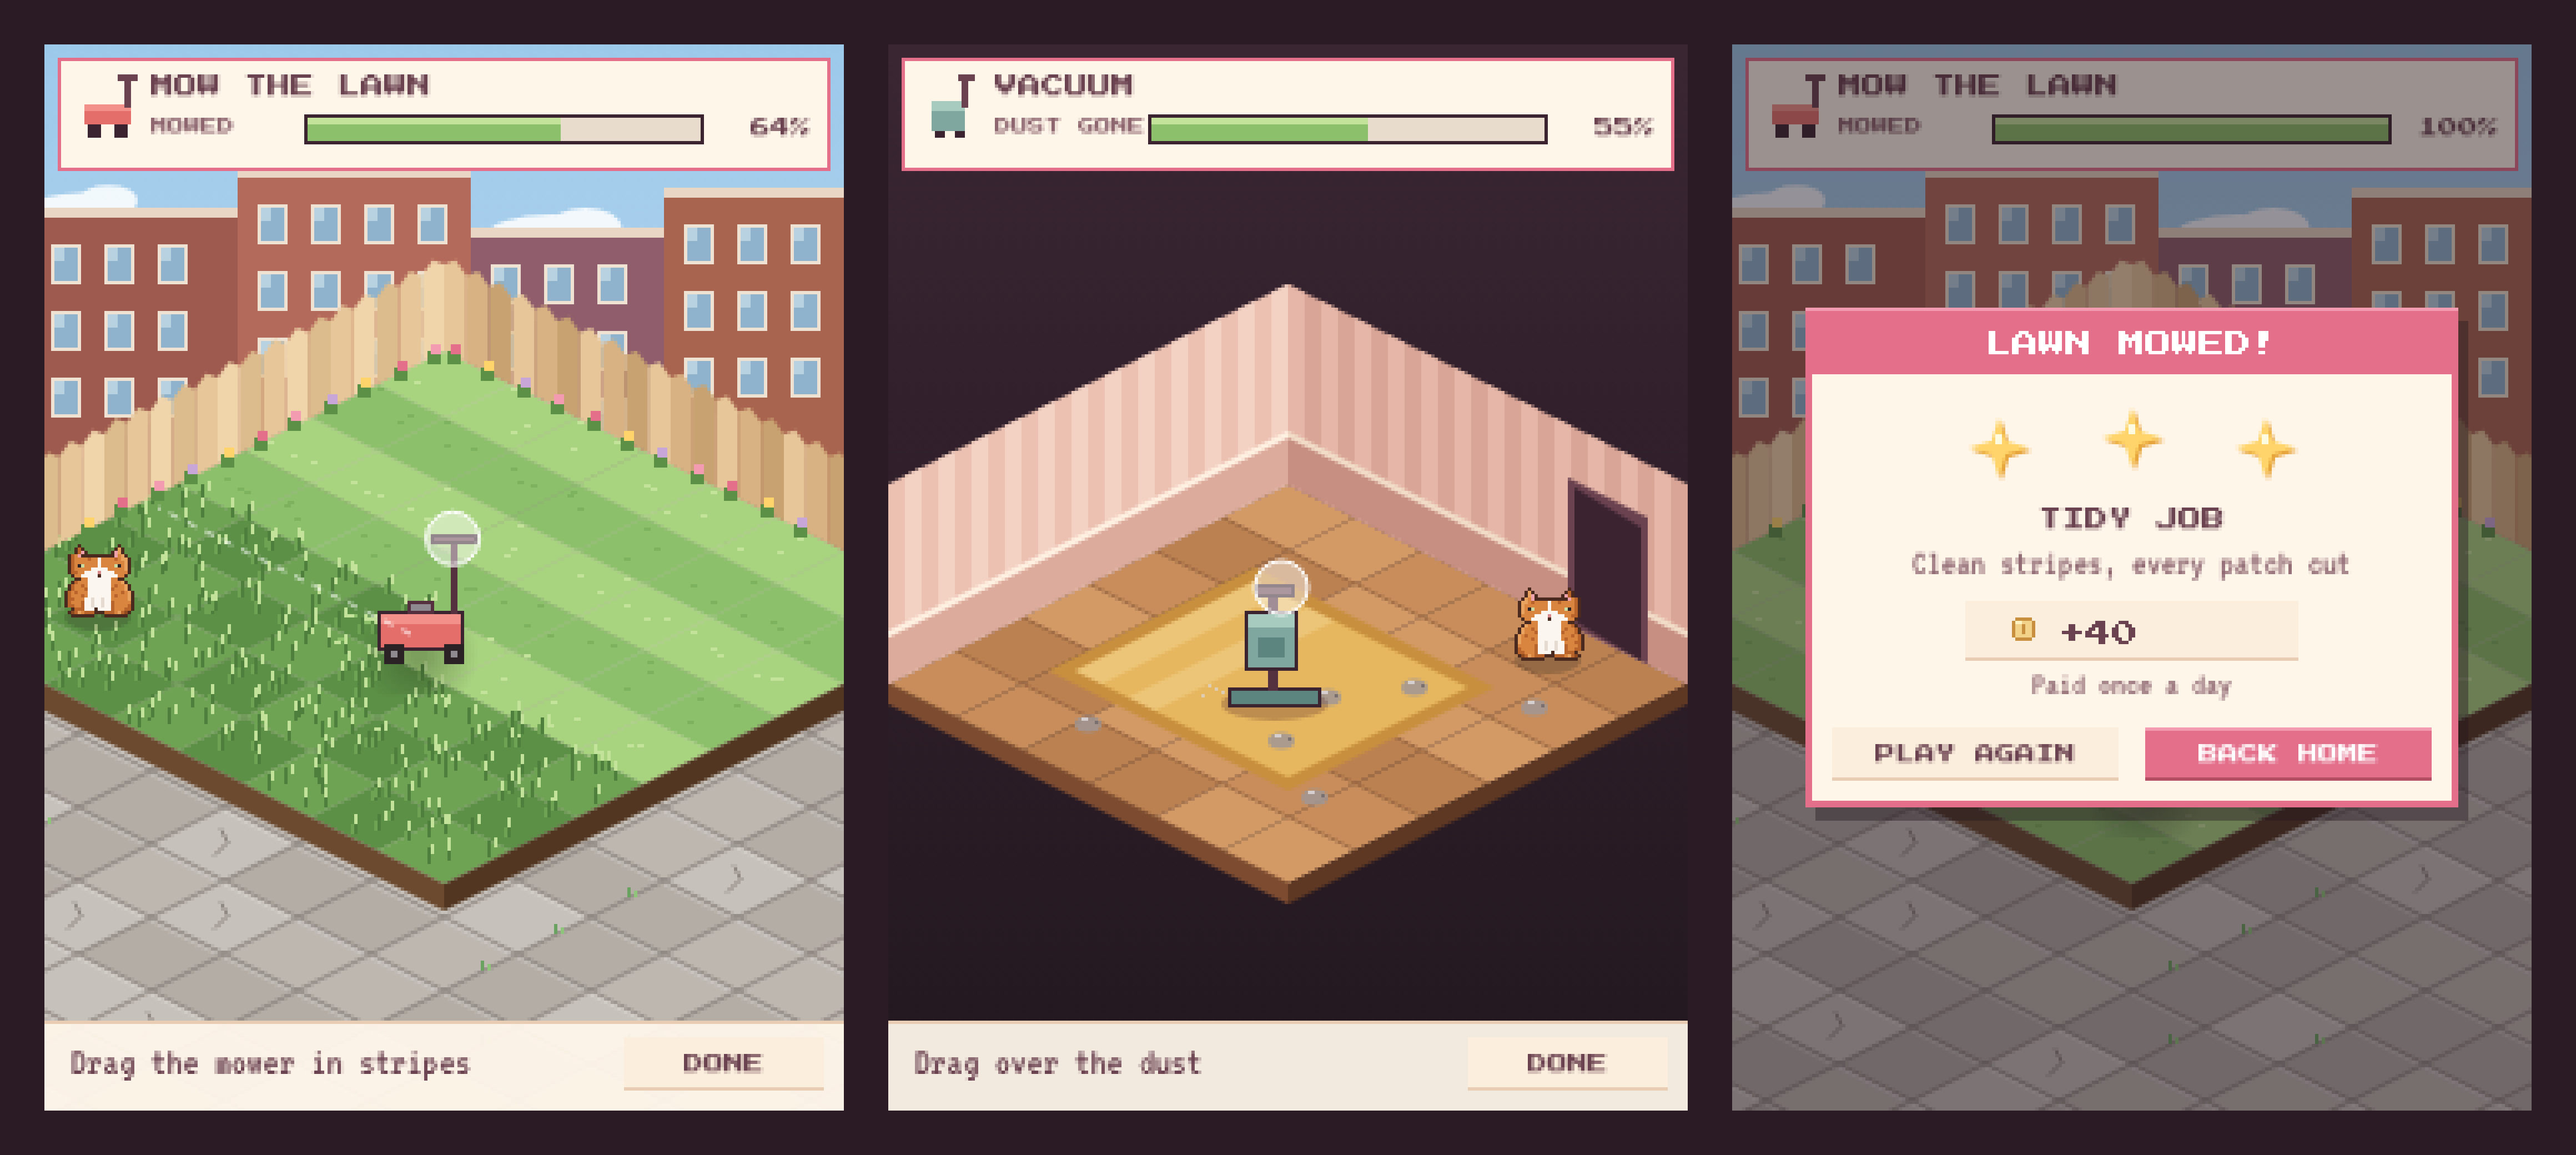 MOW THE LAWN
MOWED 64%
Drag the mower in stripes
DONE
VACUUM
DUST GONE 55%
Drag over the dust
DONE
MOW THE LAWN
MOWED 100%
LAWN MOWED!
TIDY JOB
Clean stripes, every patch cut
+40
Paid once a day
PLAY AGAIN
BACK HOME